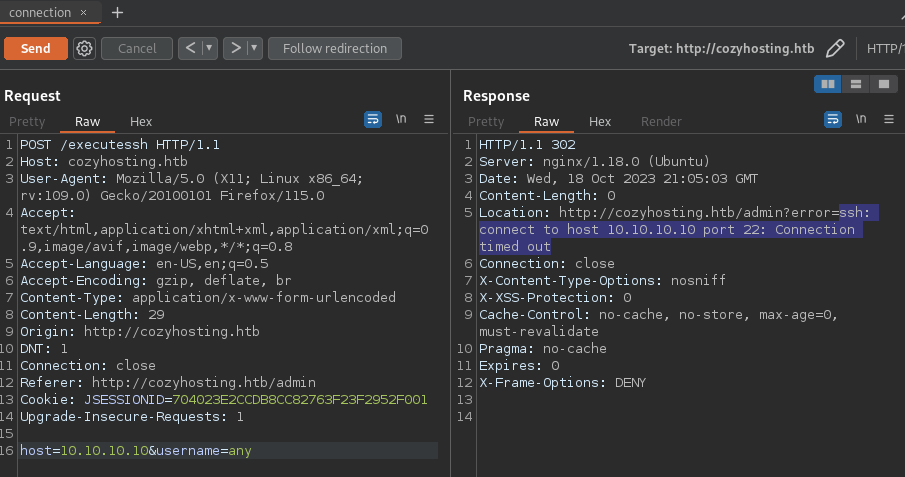 connection × +
Send Cancel < ▼ > ▼ Follow redirection Target: http://cozyhosting.htb HTTP/
Request
Pretty Raw Hex \n
1 POST /executessh HTTP/1.1
2 Host: cozyhosting.htb
3 User-Agent: Mozilla/5.0 (X11; Linux x86_64;
rv:109.0) Gecko/20100101 Firefox/115.0
4 Accept:
text/html,application/xhtml+xml,application/xml;q=0
.9,image/avif,image/webp,*/*;q=0.8
5 Accept-Language: en-US,en;q=0.5
6 Accept-Encoding: gzip, deflate, br
7 Content-Type: application/x-www-form-urlencoded
8 Content-Length: 29
9 Origin: http://cozyhosting.htb
10 DNT: 1
11 Connection: close
12 Referer: http://cozyhosting.htb/admin
13 Cookie: JSESSIONID=704023E2CCDB8CC82763F23F2952F001
14 Upgrade-Insecure-Requests: 1
15
16 host=10.10.10.10&username=any
Response
Pretty Raw Hex Render \n
1 HTTP/1.1 302
2 Server: nginx/1.18.0 (Ubuntu)
3 Date: Wed, 18 Oct 2023 21:05:03 GMT
4 Content-Length: 0
5 Location: http://cozyhosting.htb/admin?error=ssh:
connect to host 10.10.10.10 port 22: Connection
timed out
6 Connection: close
7 X-Content-Type-Options: nosniff
8 X-XSS-Protection: 0
9 Cache-Control: no-cache, no-store, max-age=0,
must-revalidate
10 Pragma: no-cache
11 Expires: 0
12 X-Frame-Options: DENY
13
14